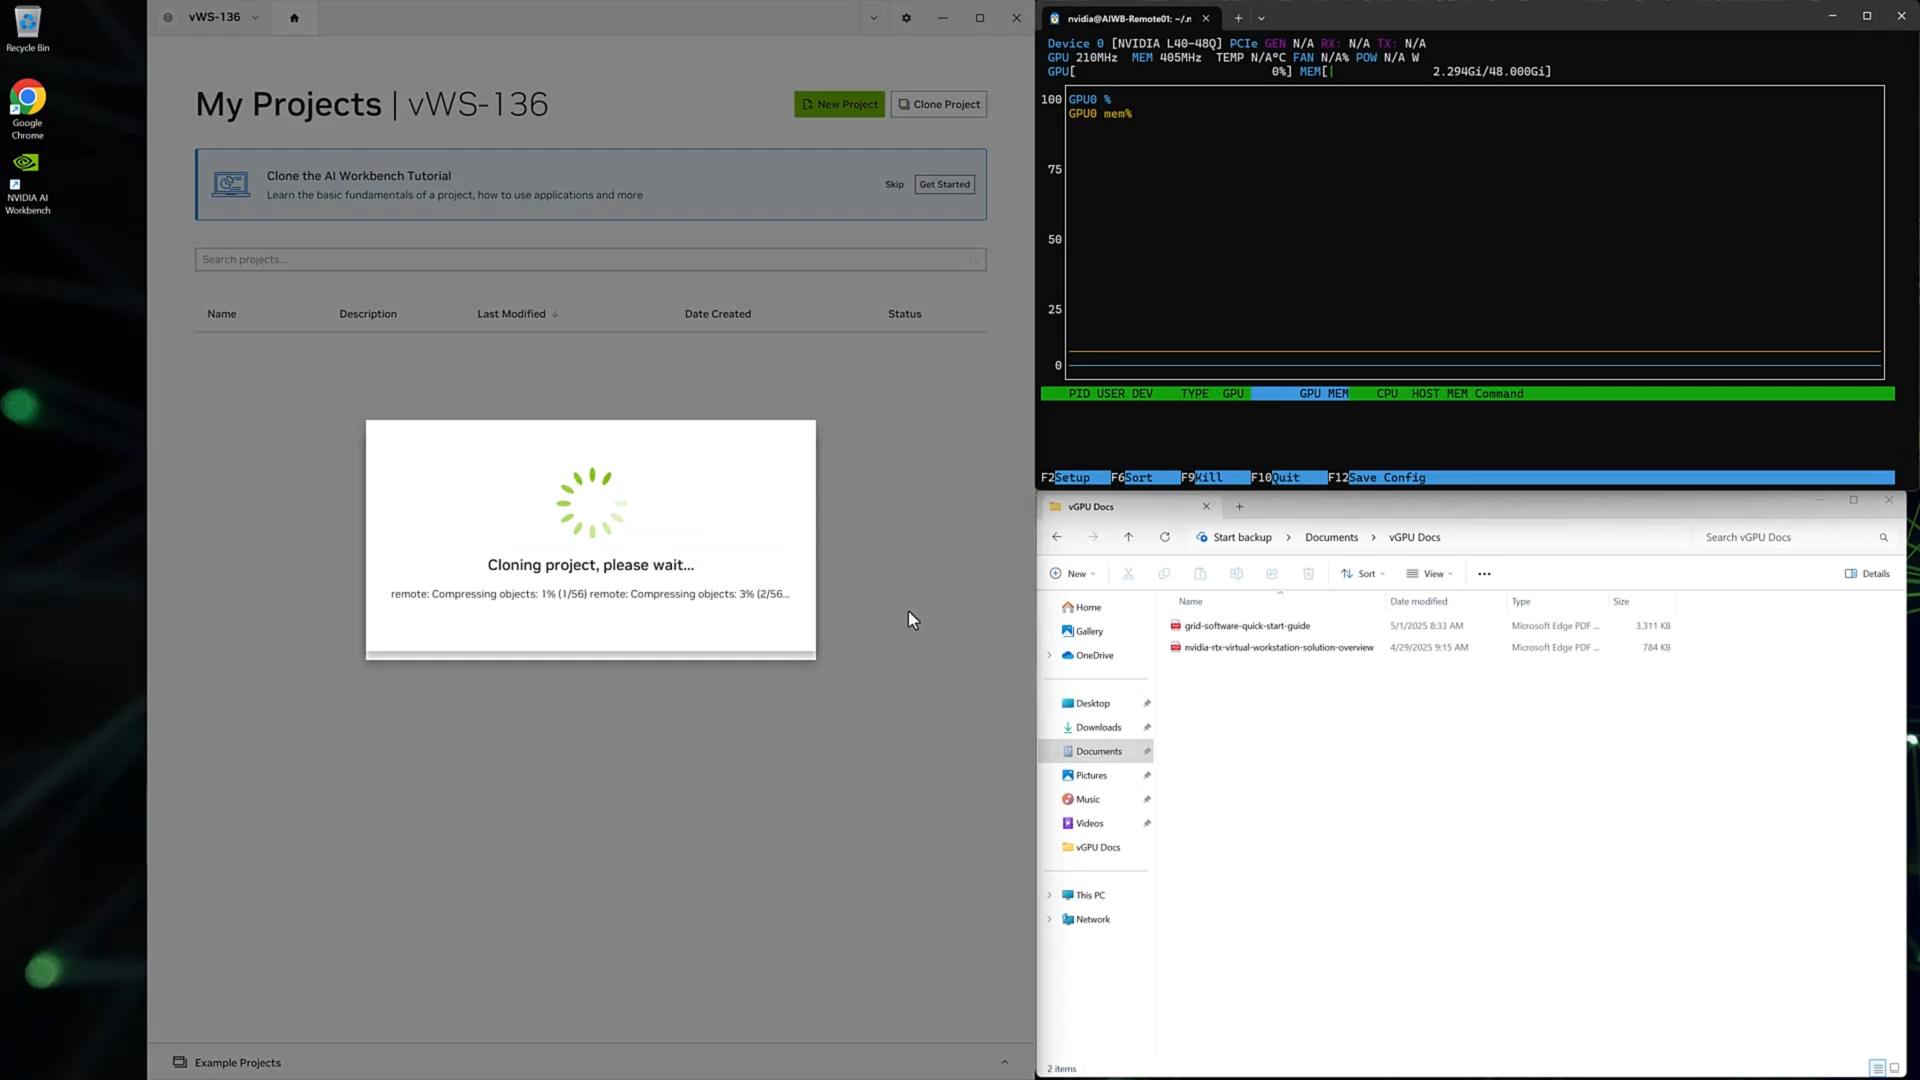 Recycle Bin
Google
Chrome
NVIDIA AI
Workbench
vWS-136
My Projects | vWS-136
New Project
Clone Project
Clone the AI Workbench Tutorial
Learn the basic fundamentals of a project, how to use applications and more
Skip
Get Started
Search projects...
Name Description Last Modified Date Created Status
Cloning project, please wait...
remote: Compressing objects: 1% (1/56) remote: Compressing objects: 3% (2/56...
Example Projects
nvidia@AIWB-Remote01: ~/.n
Device 0 [NVIDIA L40-48Q] PCIe GEN N/A RX: N/A TX: N/A
GPU 210MHz MEM 405MHz TEMP N/A°C FAN N/A% POW N/A W
GPU[ 0%] MEM[| 2.294Gi/48.000Gi]
100
GPU0 %
GPU0 mem%
75
50
25
0
PID USER DEV TYPE GPU GPU MEM CPU HOST MEM Command
F2Setup F6Sort F9Kill F10Quit F12Save Config
vGPU Docs
Start backup > Documents > vGPU Docs
Search vGPU Docs
New
Sort
View
Details
Name Date modified Type Size
grid-software-quick-start-guide 5/1/2025 8:33 AM Microsoft Edge PDF ... 3,311 KB
nvidia-rtx-virtual-workstation-solution-overview 4/29/2025 9:15 AM Microsoft Edge PDF ... 784 KB
Home
Gallery
OneDrive
Desktop
Downloads
Documents
Pictures
Music
Videos
vGPU Docs
This PC
Network
2 items